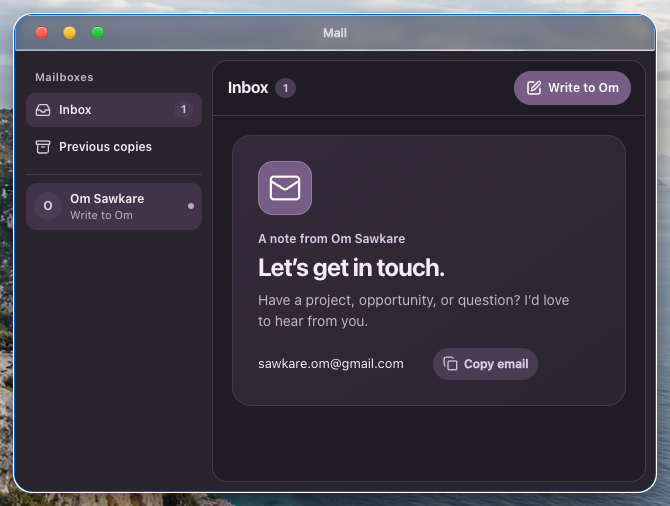 Mail
Mailboxes
Inbox 1
Previous copies
O
Om Sawkare
Write to Om
Inbox 1
Write to Om
A note from Om Sawkare
Let’s get in touch.
Have a project, opportunity, or question? I’d love
to hear from you.
sawkare.om@gmail.com
Copy email